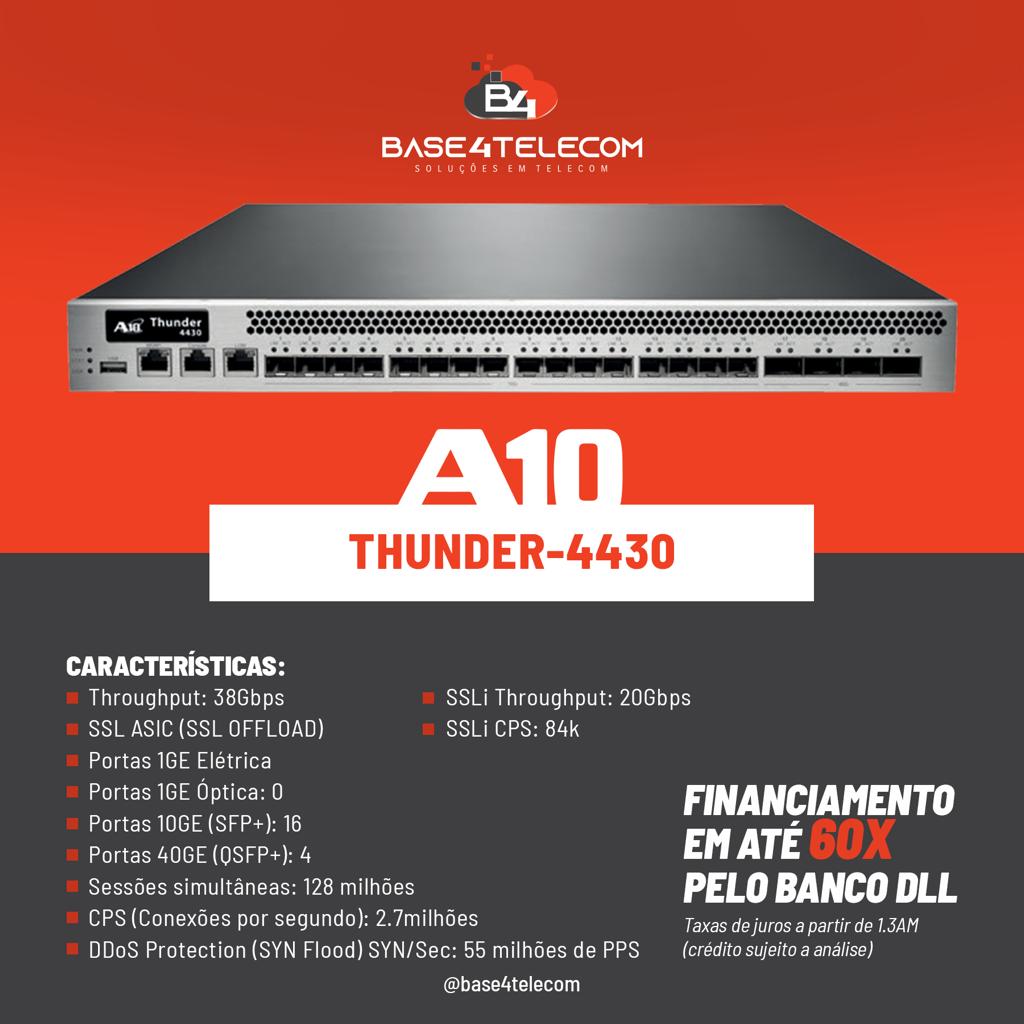 B4
BASE4TELECOM
SOLUÇÕES EM TELECOM
A10 Thunder
4430
A10
THUNDER-4430
CARACTERÍSTICAS:
Throughput: 38Gbps
SSL ASIC (SSL OFFLOAD)
Portas 1GE Elétrica
Portas 1GE Óptica: 0
Portas 10GE (SFP+): 16
Portas 40GE (QSFP+): 4
Sessões simultâneas: 128 milhões
CPS (Conexões por segundo): 2.7milhões
DDoS Protection (SYN Flood) SYN/Sec: 55 milhões de PPS
SSLi Throughput: 20Gbps
SSLi CPS: 84k
FINANCIAMENTO
EM ATÉ 60X
PELO BANCO DLL
Taxas de juros a partir de 1.3AM
(crédito sujeito a análise)
@base4telecom